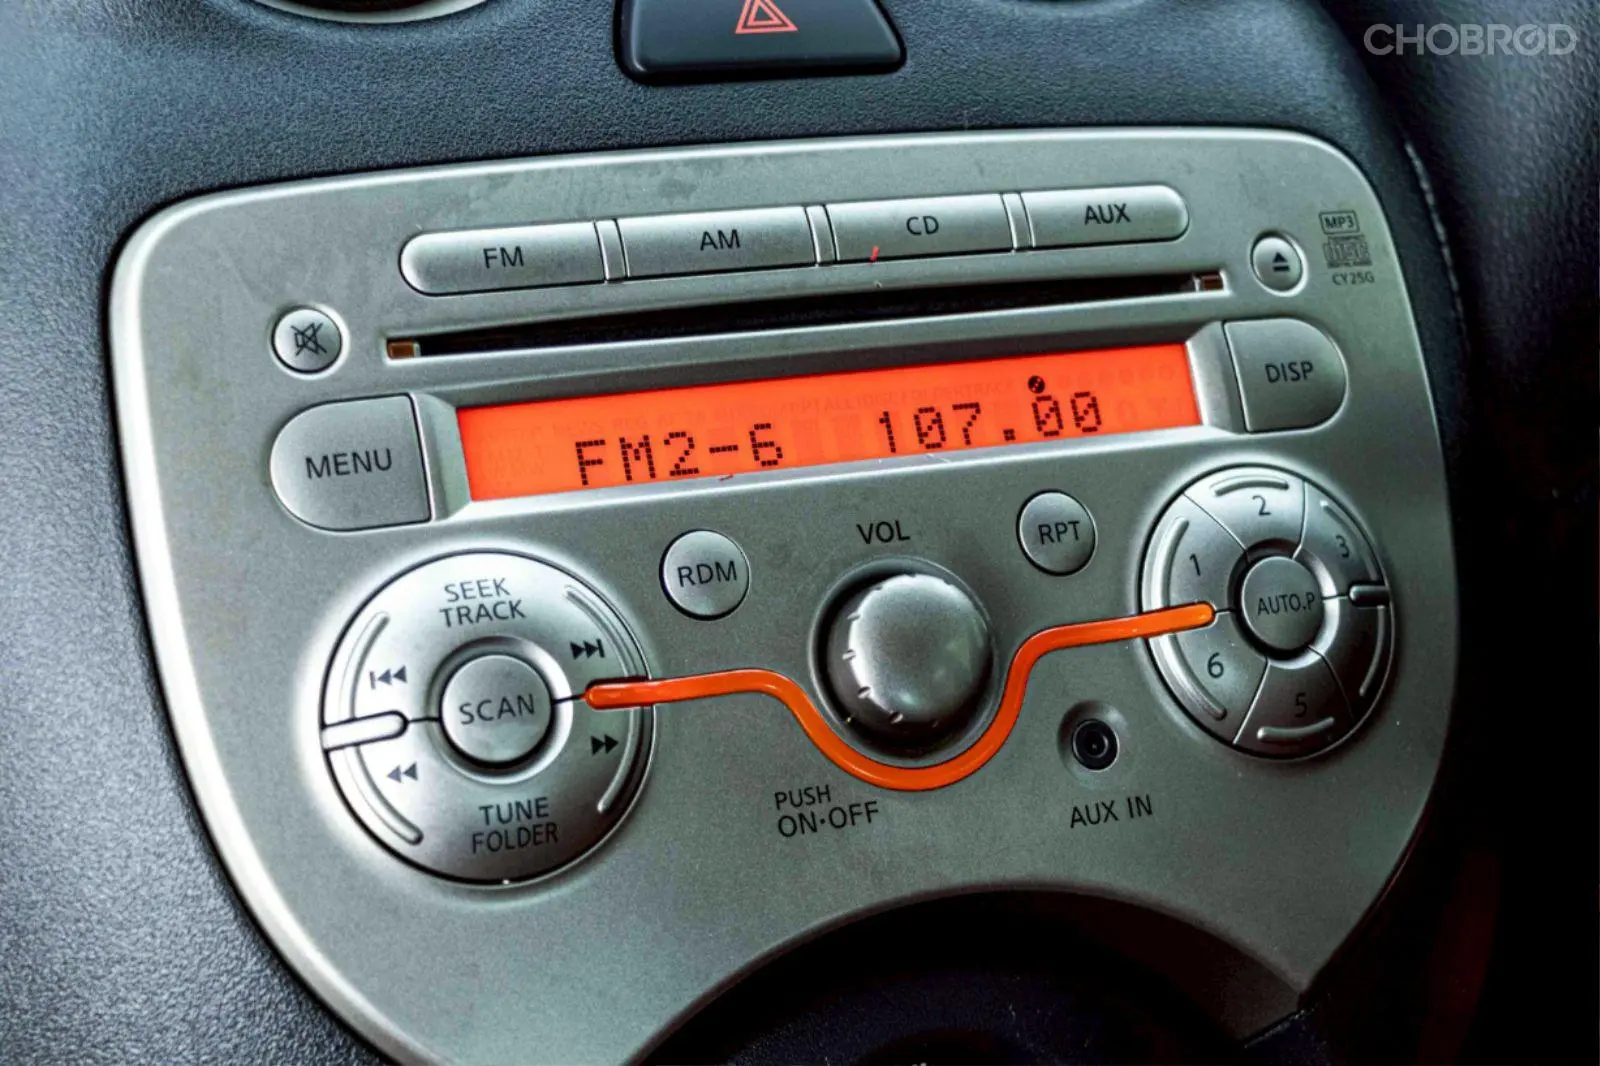 CHOBROD
FM
AM
CD
AUX
MP3
CY25G
MENU
FM2-6 107.00
DISP
SEEK
TRACK
SCAN
TUNE
FOLDER
RDM
VOL
RPT
PUSH
ON·OFF
AUX IN
1
2
3
5
6
AUTO.P